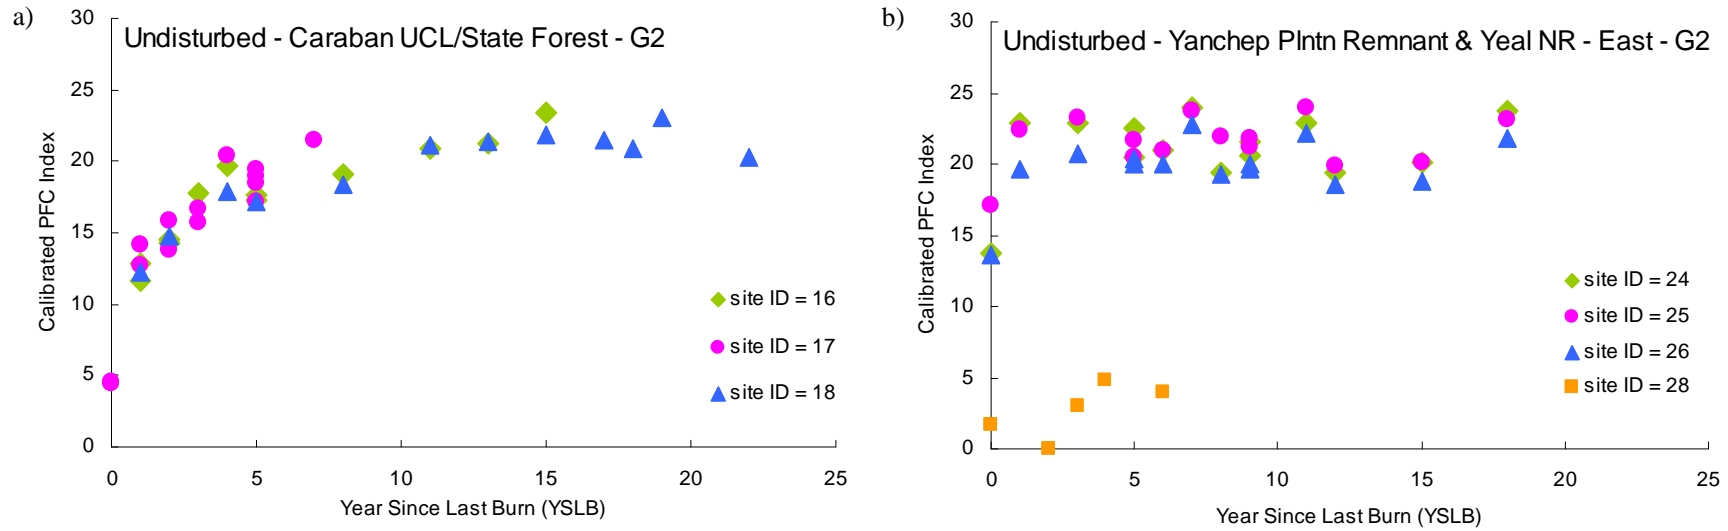 a)
Undisturbed - Caraban UCL/State Forest - G2
Calibrated PFC Index
30
25
20
15
10
5
0
0 5 10 15 20 25
Year Since Last Burn (YSLB)
site ID = 16
site ID = 17
site ID = 18
b)
Undisturbed - Yanchep Plntn Remnant & Yeal NR - East - G2
Calibrated PFC Index
30
25
20
15
10
5
0
0 5 10 15 20 25
Year Since Last Burn (YSLB)
site ID = 24
site ID = 25
site ID = 26
site ID = 28